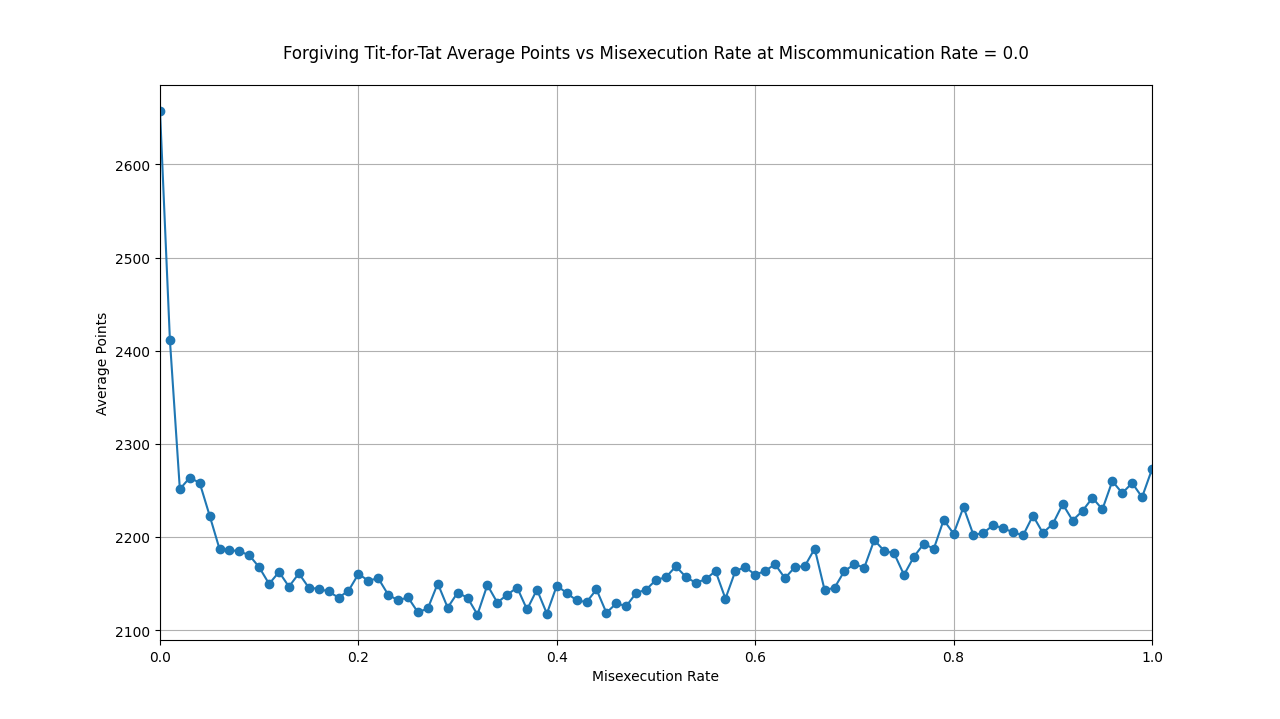 Forgiving Tit-for-Tat Average Points vs Misexecution Rate at Miscommunication Rate = 0.0
2600
2500
2400
2300
2200
2100
Average Points
0.0 0.2 0.4 0.6 0.8 1.0
Misexecution Rate